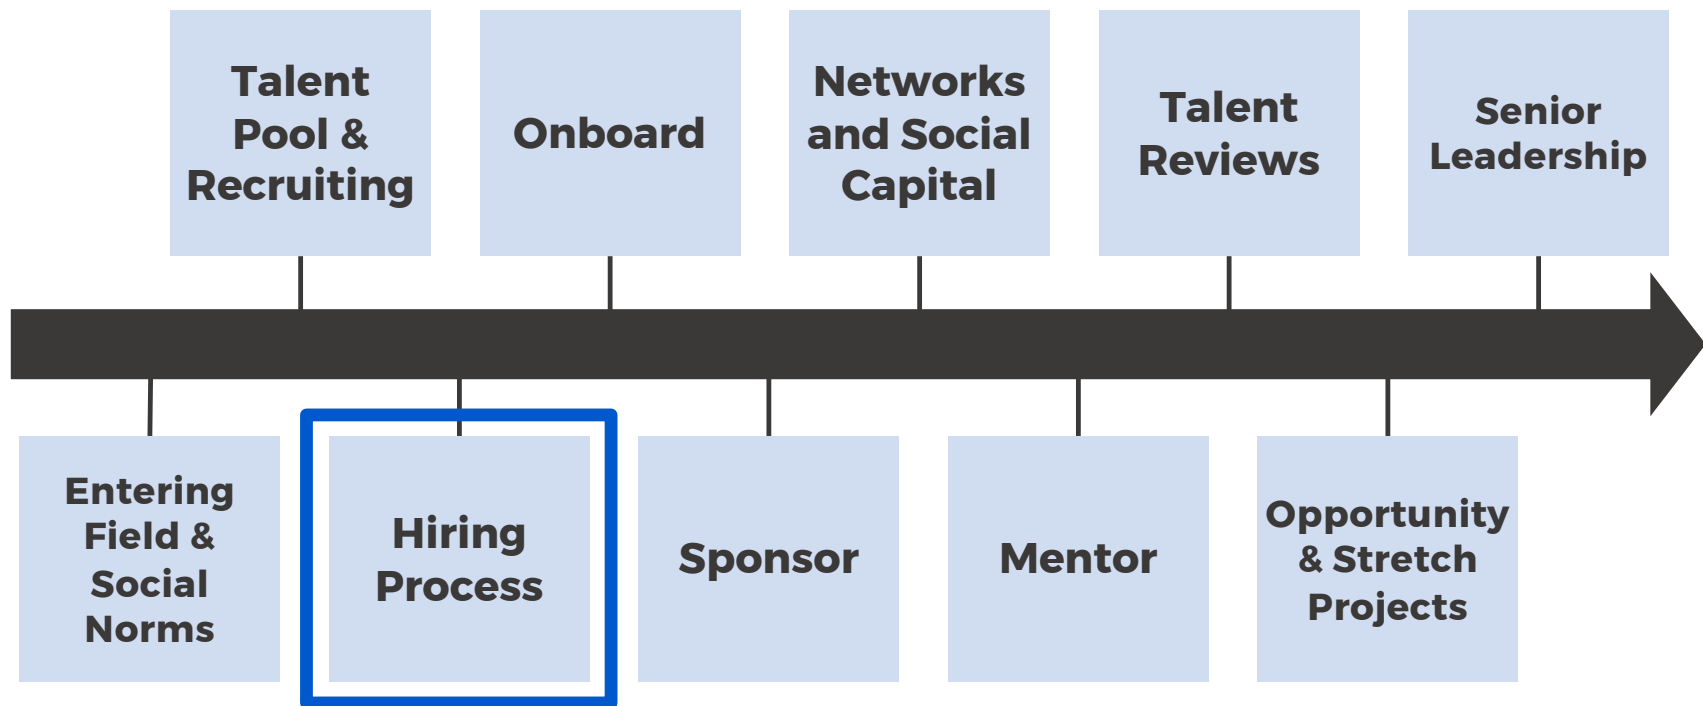 Talent
Pool &
Recruiting
Onboard
Networks
and Social
Capital
Talent
Reviews
Senior
Leadership
Entering
Field &
Social
Norms
Hiring
Process
Sponsor
Mentor
Opportunity
& Stretch
Projects